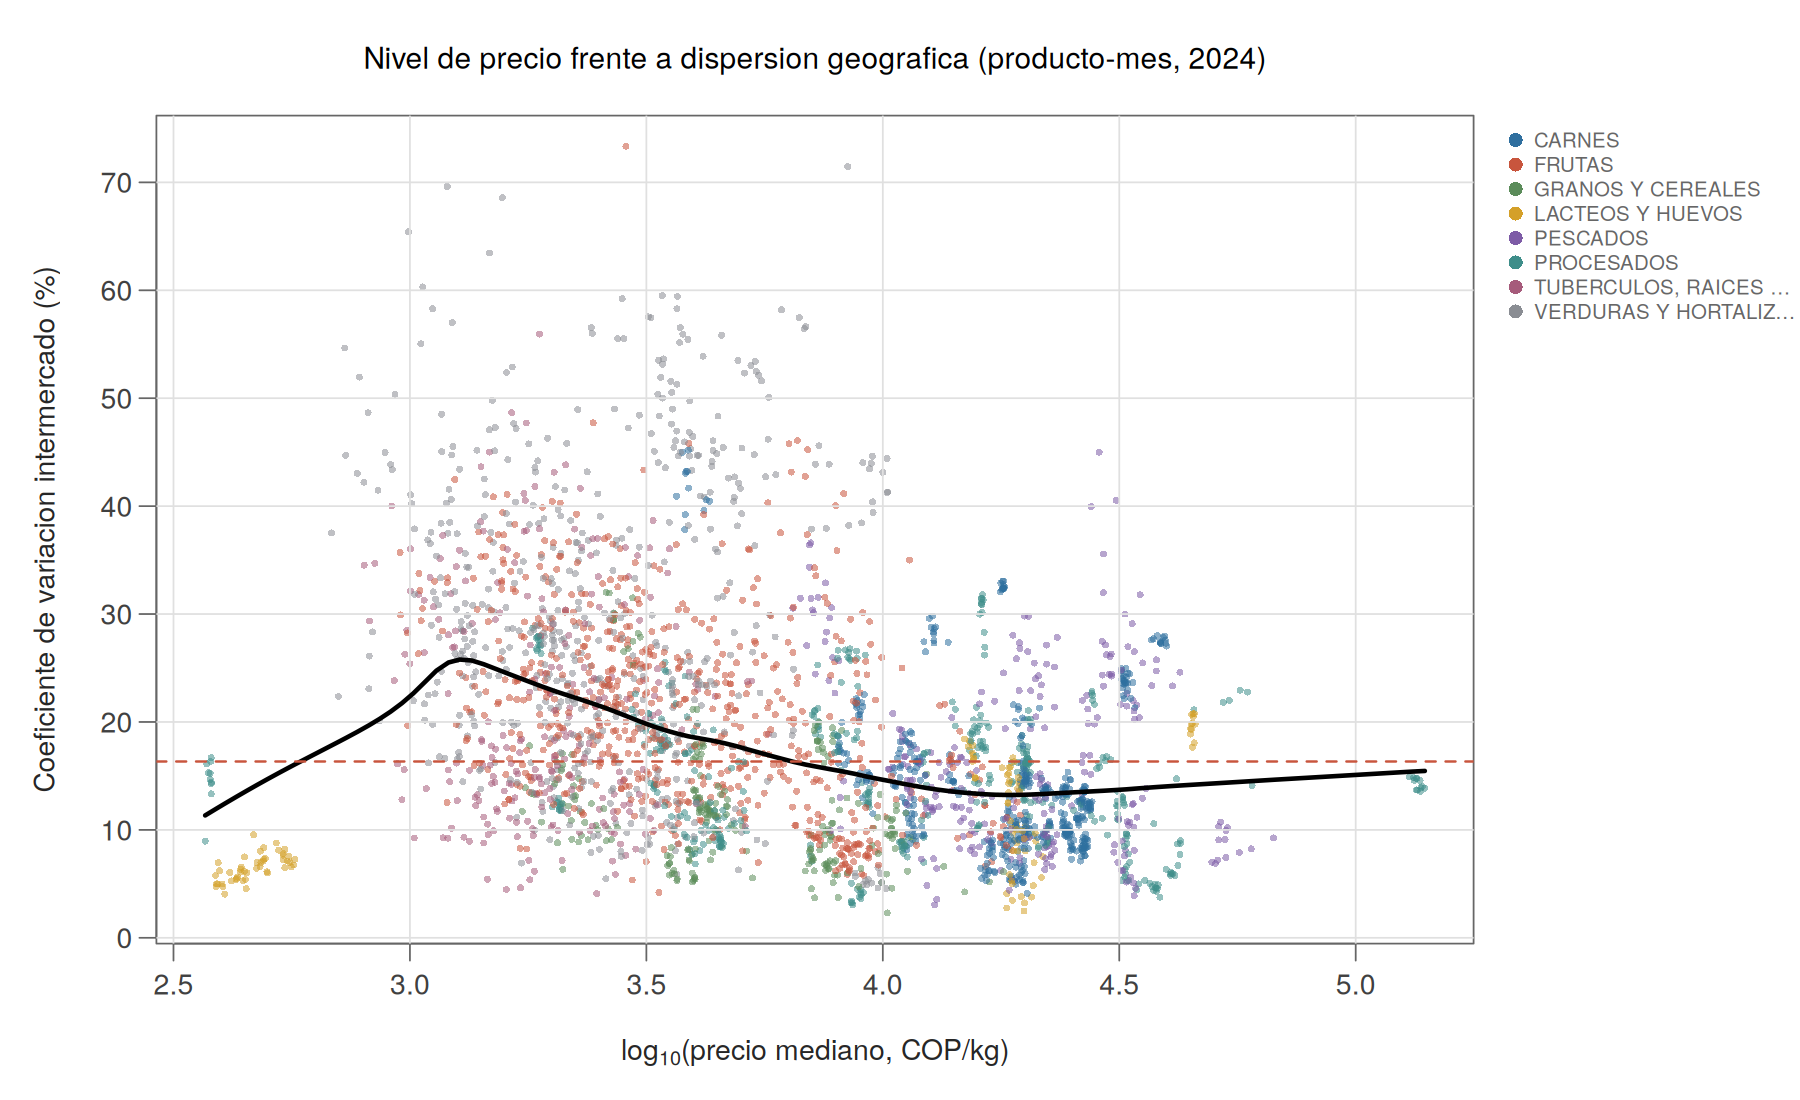 Nivel de precio frente a dispersion geografica (producto-mes, 2024)
Coeficiente de variacion intermercado (%)
70
60
50
40
30
20
10
0
2.5 3.0 3.5 4.0 4.5 5.0
log10(precio mediano, COP/kg)
CARNES
FRUTAS
GRANOS Y CEREALES
LACTEOS Y HUEVOS
PESCADOS
PROCESADOS
TUBERCULOS, RAICES …
VERDURAS Y HORTALIZ…